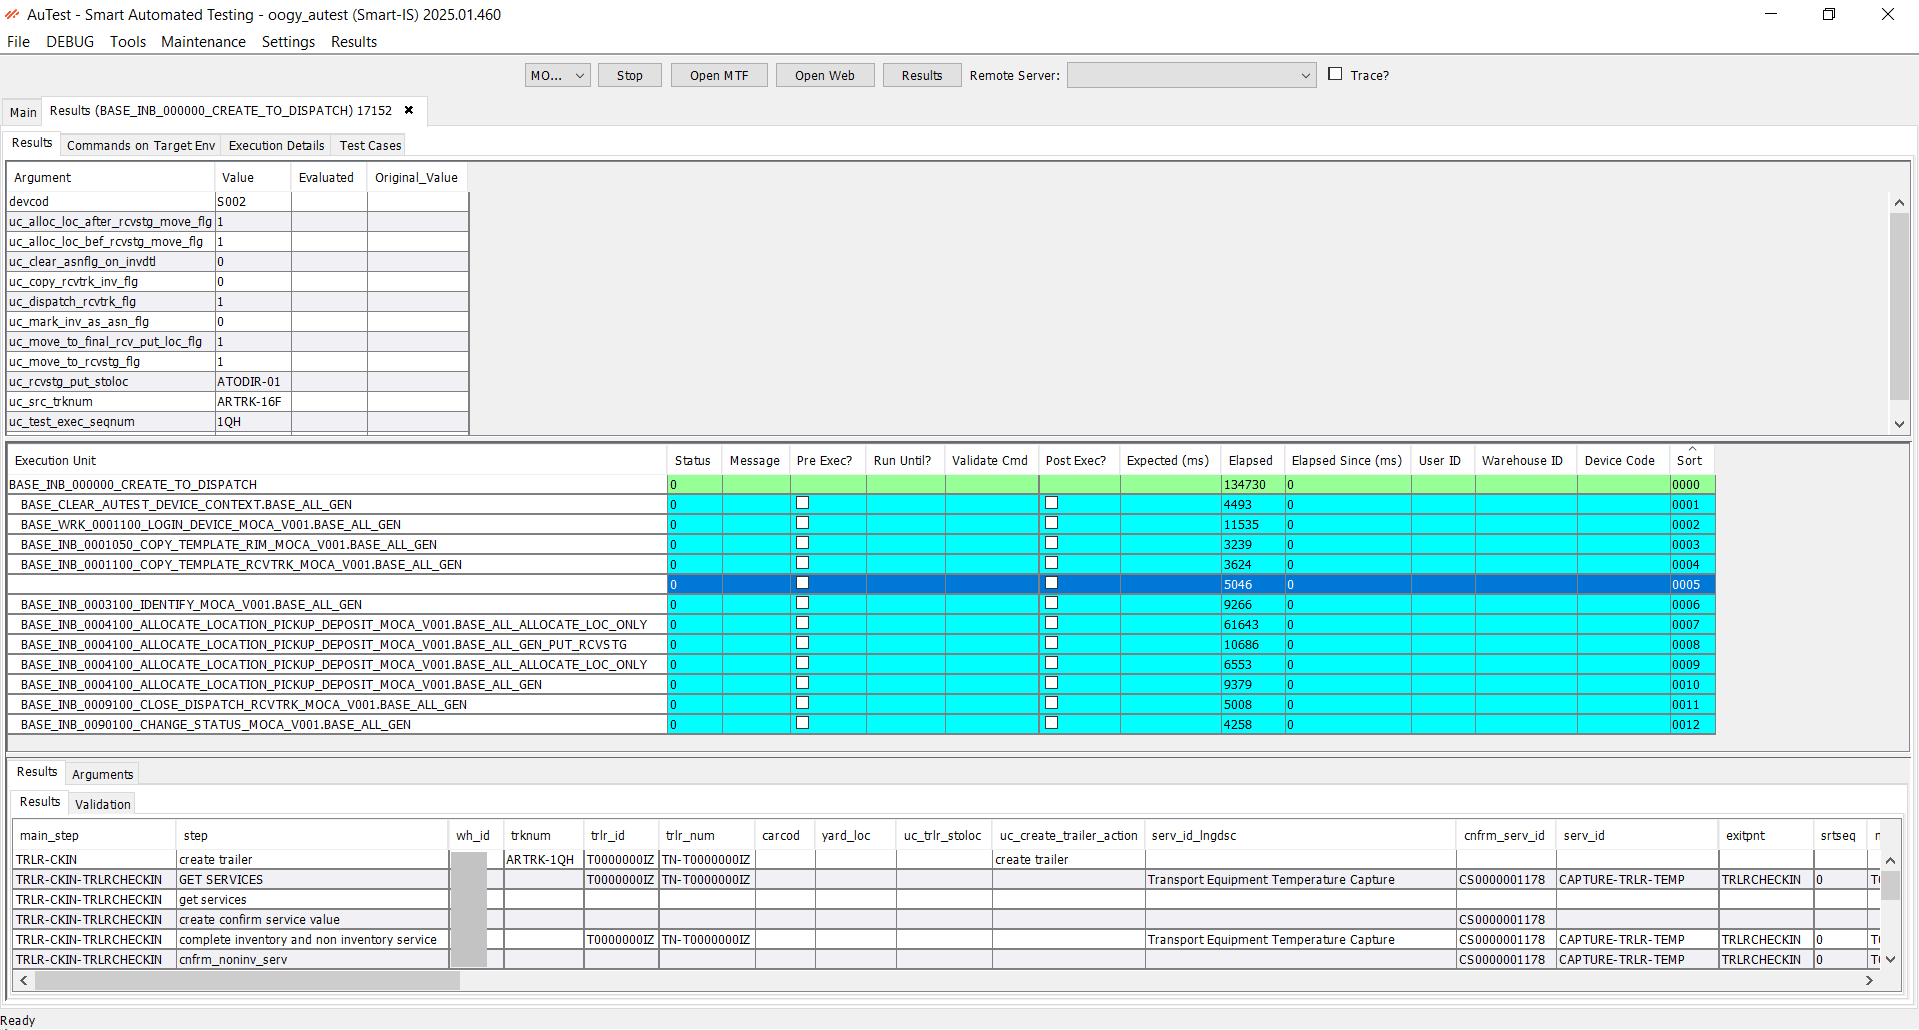 AuTest - Smart Automated Testing - oogy_autest (Smart-IS) 2025.01.460
File DEBUG Tools Maintenance Settings Results
MO... Stop Open MTF Open Web Results Remote Server: Trace?
Main Results (BASE_INB_000000_CREATE_TO_DISPATCH) 17152
Results Commands on Target Env Execution Details Test Cases
Argument Value Evaluated Original_Value
devcod S002
uc_alloc_loc_after_rcvstg_move_flg 1
uc_alloc_loc_bef_rcvstg_move_flg 1
uc_clear_asnflg_on_invdtl 0
uc_copy_rcvtrk_inv_flg 0
uc_dispatch_rcvtrk_flg 1
uc_mark_inv_as_asn_flg 0
uc_move_to_final_rcv_put_loc_flg 1
uc_move_to_rcvstg_flg 1
uc_rcvstg_put_stoloc ATODIR-01
uc_src_trknum ARTRK-16F
uc_test_exec_seqnum 1QH
Execution Unit Status Message Pre Exec? Run Until? Validate Cmd Post Exec? Expected (ms) Elapsed Elapsed Since (ms) User ID Warehouse ID Device Code Sort
BASE_INB_000000_CREATE_TO_DISPATCH 0 134730 0 0000
BASE_CLEAR_AUTEST_DEVICE_CONTEXT.BASE_ALL_GEN 0 4493 0 0001
BASE_WRK_0001100_LOGIN_DEVICE_MOCA_V001.BASE_ALL_GEN 0 11535 0 0002
BASE_INB_0001050_COPY_TEMPLATE_RIM_MOCA_V001.BASE_ALL_GEN 0 3239 0 0003
BASE_INB_0001100_COPY_TEMPLATE_RCVTRK_MOCA_V001.BASE_ALL_GEN 0 3624 0 0004
0 5046 0 0005
BASE_INB_0003100_IDENTIFY_MOCA_V001.BASE_ALL_GEN 0 9266 0 0006
BASE_INB_0004100_ALLOCATE_LOCATION_PICKUP_DEPOSIT_MOCA_V001.BASE_ALL_ALLOCATE_LOC_ONLY 0 61643 0 0007
BASE_INB_0004100_ALLOCATE_LOCATION_PICKUP_DEPOSIT_MOCA_V001.BASE_ALL_GEN_PUT_RCVSTG 0 10686 0 0008
BASE_INB_0004100_ALLOCATE_LOCATION_PICKUP_DEPOSIT_MOCA_V001.BASE_ALL_ALLOCATE_LOC_ONLY 0 6553 0 0009
BASE_INB_0004100_ALLOCATE_LOCATION_PICKUP_DEPOSIT_MOCA_V001.BASE_ALL_GEN 0 9379 0 0010
BASE_INB_0009100_CLOSE_DISPATCH_RCVTRK_MOCA_V001.BASE_ALL_GEN 0 5008 0 0011
BASE_INB_0090100_CHANGE_STATUS_MOCA_V001.BASE_ALL_GEN 0 4258 0 0012
Results Arguments
Results Validation
main_step step wh_id trknum trlr_id trlr_num carcod yard_loc uc_trlr_stoloc uc_create_trailer_action serv_id_lngdsc cnfrm_serv_id serv_id exitpnt srtseq
TRLR-CKIN create trailer ARTRK-1QH T0000000IZ TN-T0000000IZ create trailer
TRLR-CKIN-TRLRCHECKIN GET SERVICES T0000000IZ TN-T0000000IZ Transport Equipment Temperature Capture CS0000001178 CAPTURE-TRLR-TEMP TRLRCHECKIN 0
TRLR-CKIN-TRLRCHECKIN get services
TRLR-CKIN-TRLRCHECKIN create confirm service value CS0000001178
TRLR-CKIN-TRLRCHECKIN complete inventory and non inventory service T0000000IZ TN-T0000000IZ Transport Equipment Temperature Capture CS0000001178 CAPTURE-TRLR-TEMP TRLRCHECKIN 0
TRLR-CKIN-TRLRCHECKIN cnfrm_noninv_serv CS0000001178 CAPTURE-TRLR-TEMP TRLRCHECKIN 0
Ready